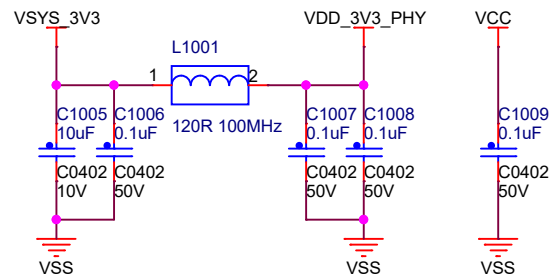 VSYS_3V3
VDD_3V3_PHY
VCC
L1001
1
2
120R 100MHz
C1005
10uF
C0402
10V
C1006
0.1uF
C0402
50V
C1007
0.1uF
C0402
50V
C1008
0.1uF
C0402
50V
C1009
0.1uF
C0402
50V
VSS
VSS
VSS